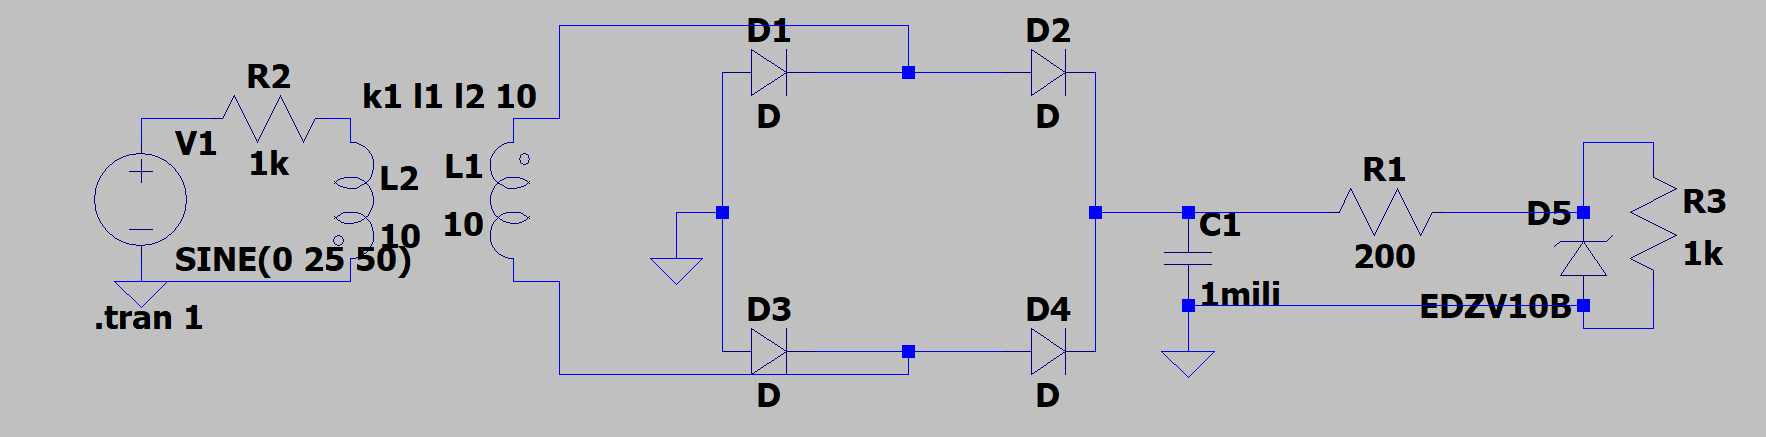 D1
D2
R2
k1 l1 l2 10
D
D
V1
1k
L2
L1
R1
10
10
D5
R3
C1
SINE(0 25 50)
200
1k
1mili
EDZV10B
.tran 1
D3
D4
D
D